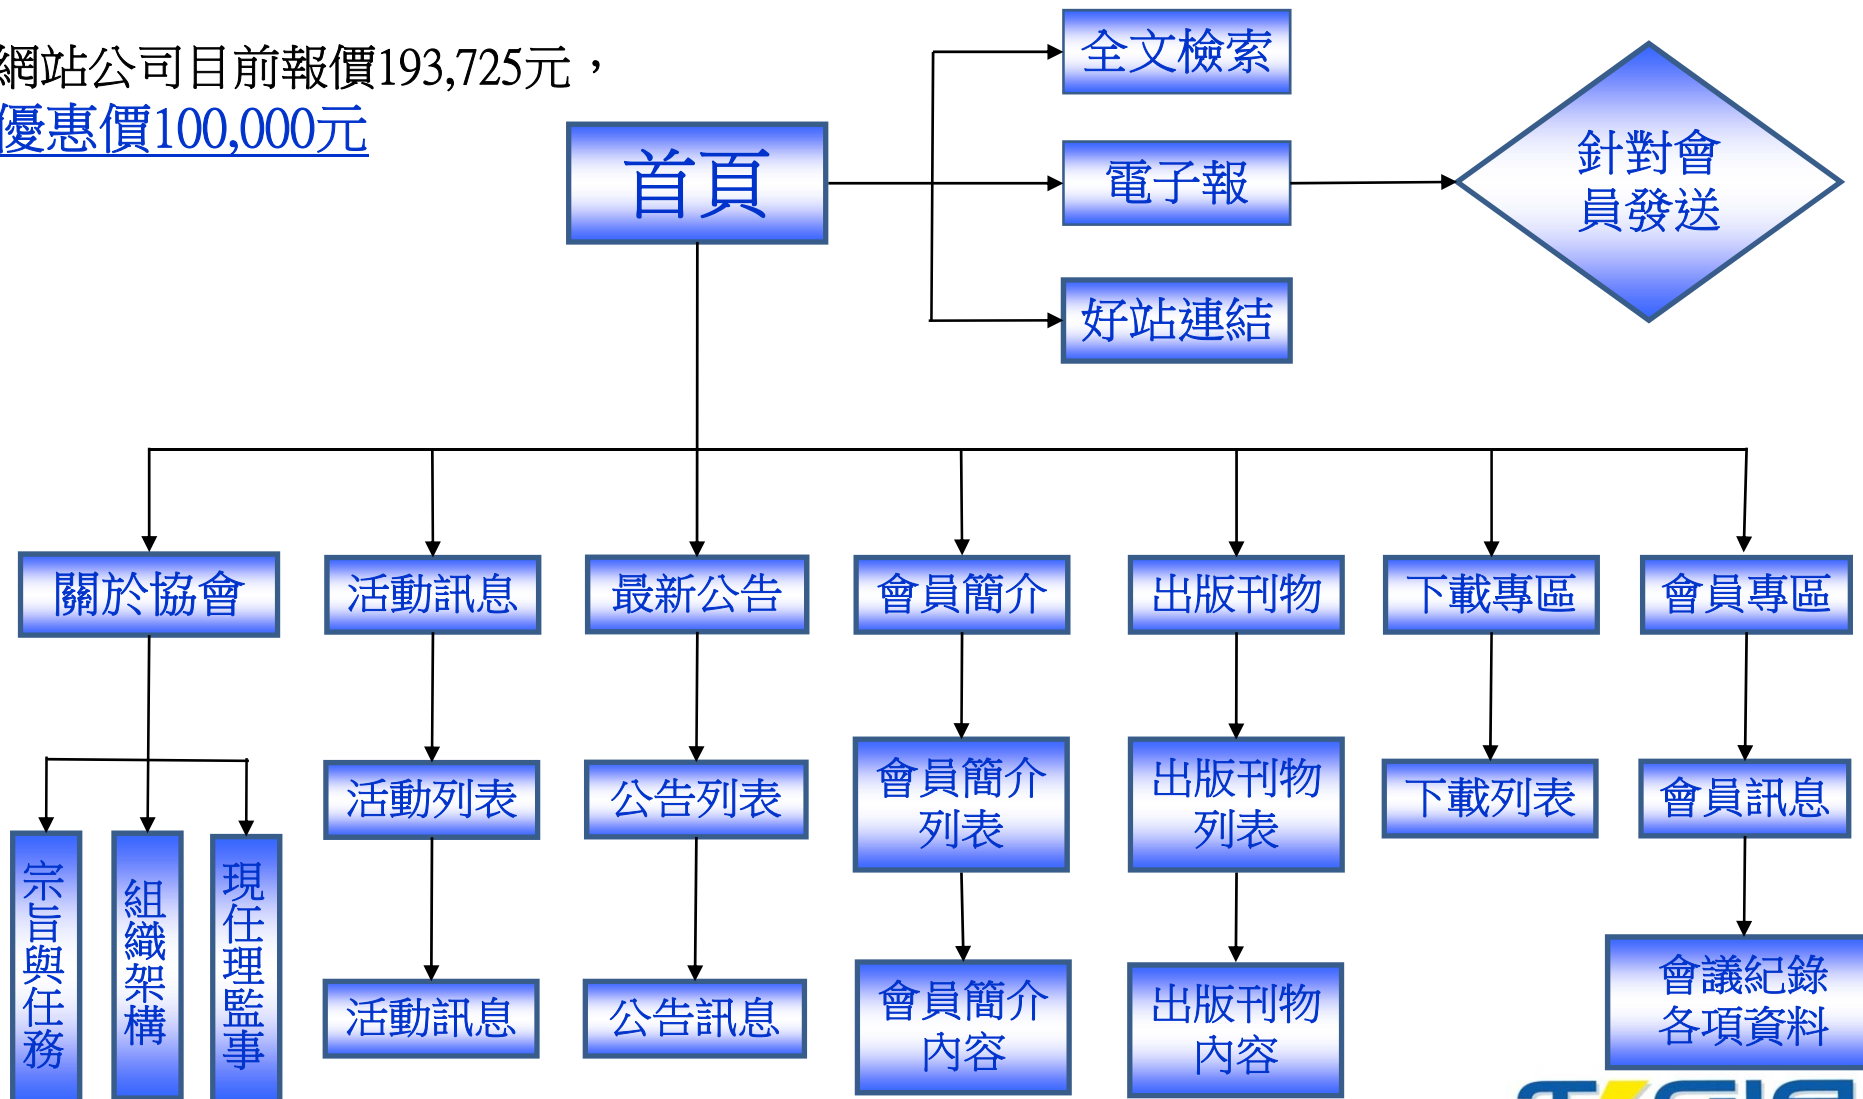 網站公司目前報價193,725元，
優惠價100,000元
首頁
全文檢索
電子報
好站連結
針對會
員發送
關於協會
活動訊息
最新公告
會員簡介
出版刊物
下載專區
會員專區
宗旨與任務
組織架構
現任理監事
活動列表
公告列表
會員簡介
列表
出版刊物
列表
下載列表
會員訊息
活動訊息
公告訊息
會員簡介
內容
出版刊物
內容
會議紀錄
各項資料